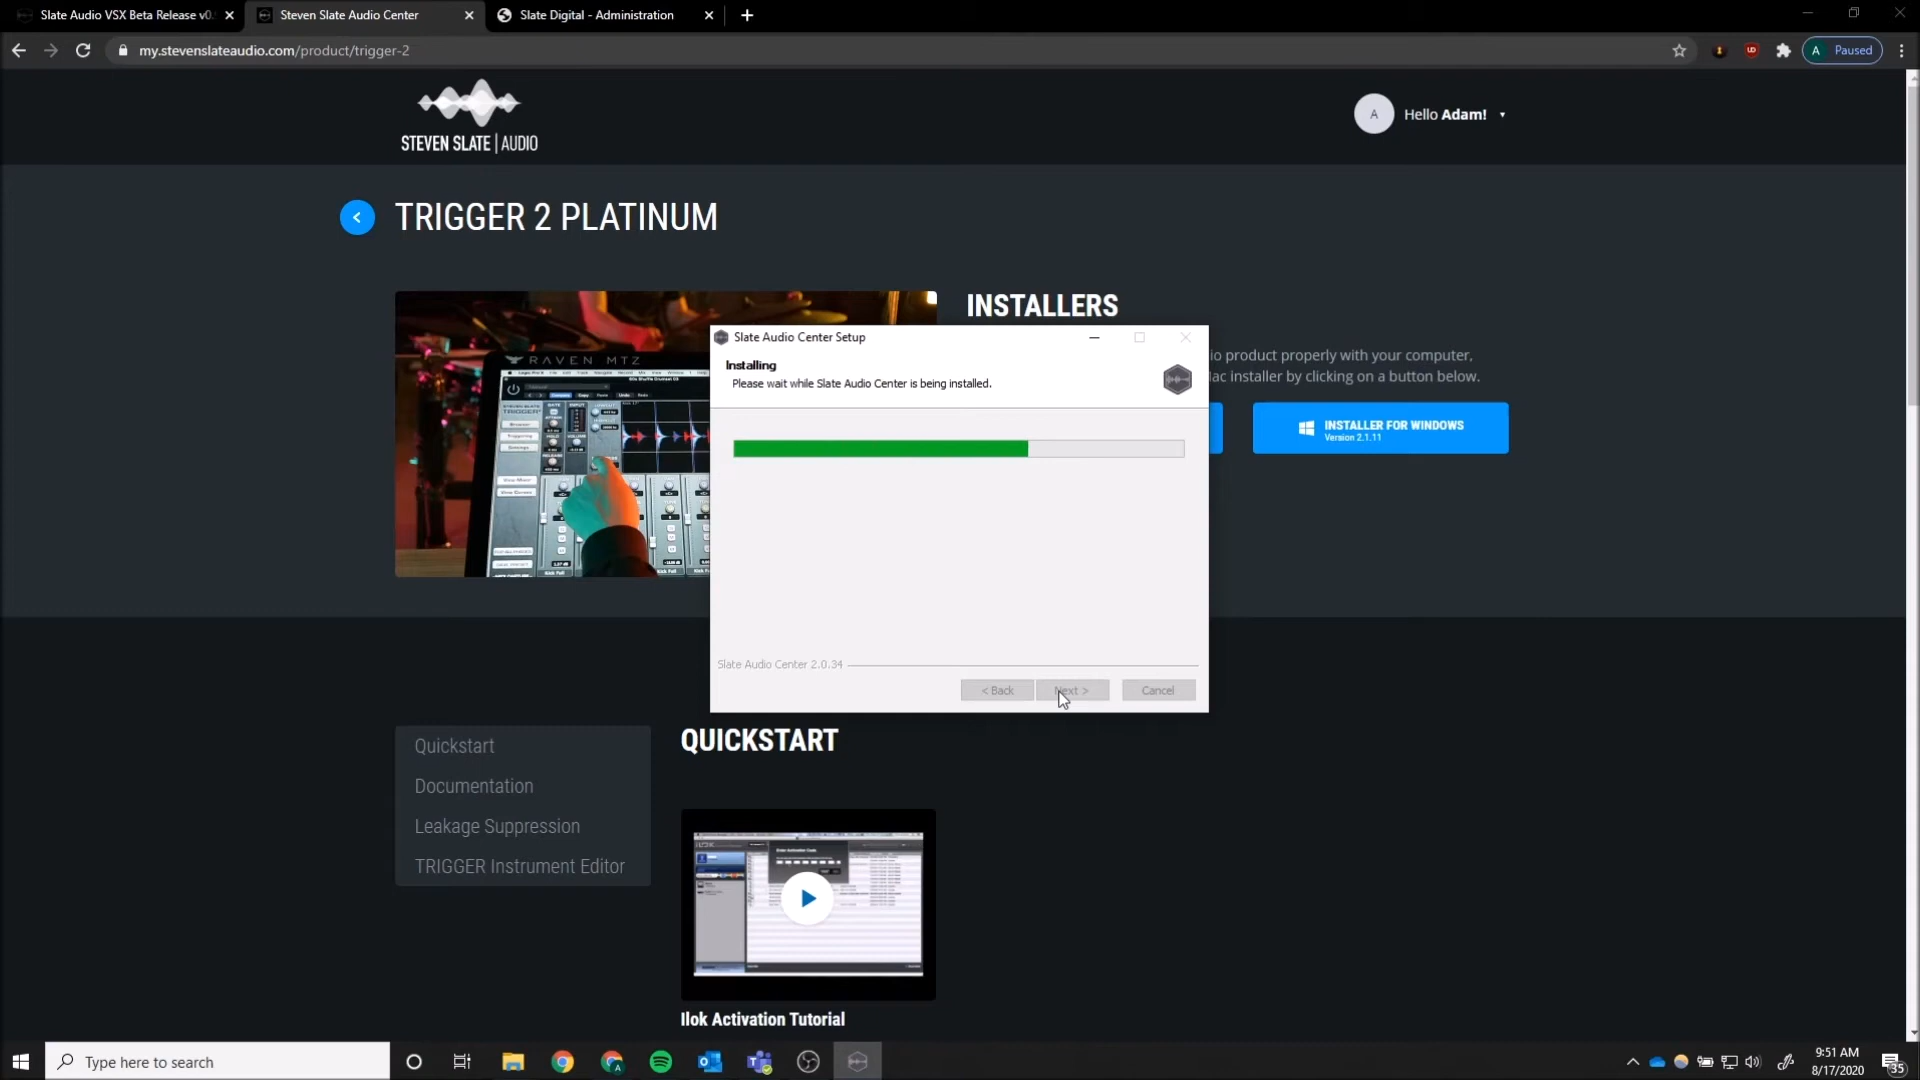 Slate Audio VSX Beta Release v0.
Steven Slate Audio Center
Slate Digital - Administration
my.stevenslateaudio.com/product/trigger-2
A
Paused
STEVEN SLATE | AUDIO
A
Hello Adam!
TRIGGER 2 PLATINUM
INSTALLERS
io product properly with your computer,
ac installer by clicking on a button below.
INSTALLER FOR WINDOWS
Version 2.1.11
RAVEN MTZ
Slate Audio Center Setup
Installing
Please wait while Slate Audio Center is being installed.
Slate Audio Center 2.0.34
< Back
Next >
Cancel
Quickstart
Documentation
Leakage Suppression
TRIGGER Instrument Editor
QUICKSTART
Ilok Activation Tutorial
Type here to search
9:51 AM
8/17/2020
35